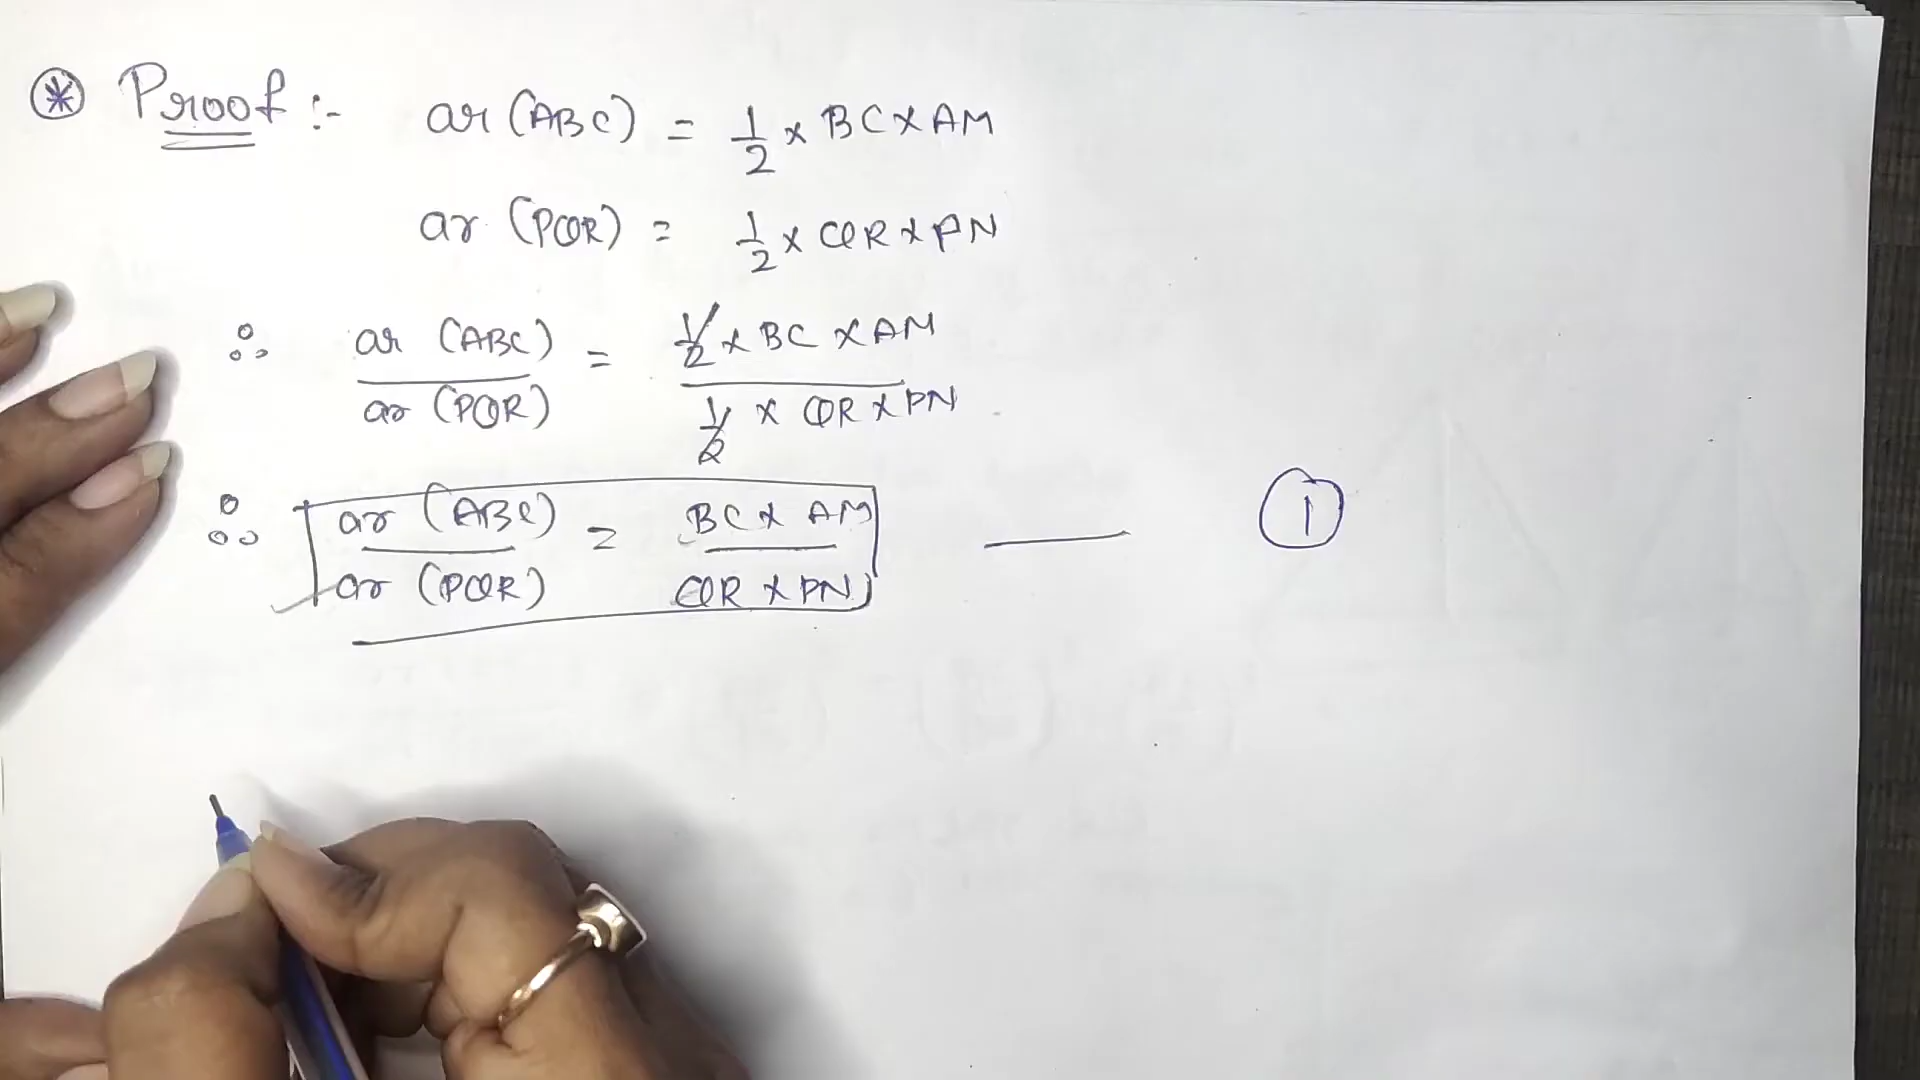 ⊛ Proof :- ar (ABC) = 1/2 × BC × AM
ar (PQR) = 1/2 × QR × PN
∴ ar (ABC) / ar (PQR) = 1/2 × BC × AM / 1/2 × QR × PN
∴ ar (ABC) / ar (PQR) = BC × AM / QR × PN —— ①